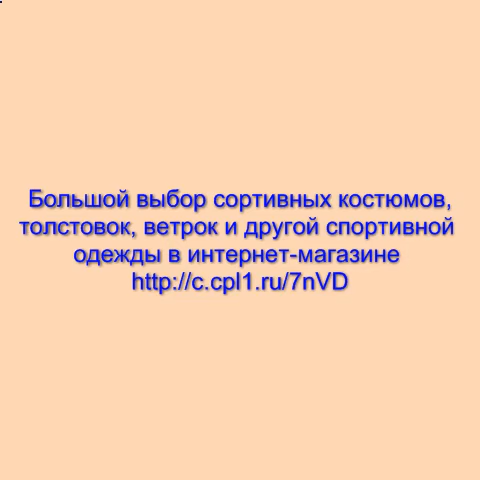 Большой выбор сортивных костюмов,
толстовок, ветрок и другой спортивной
одежды в интернет-магазине
http://c.cpl1.ru/7nVD